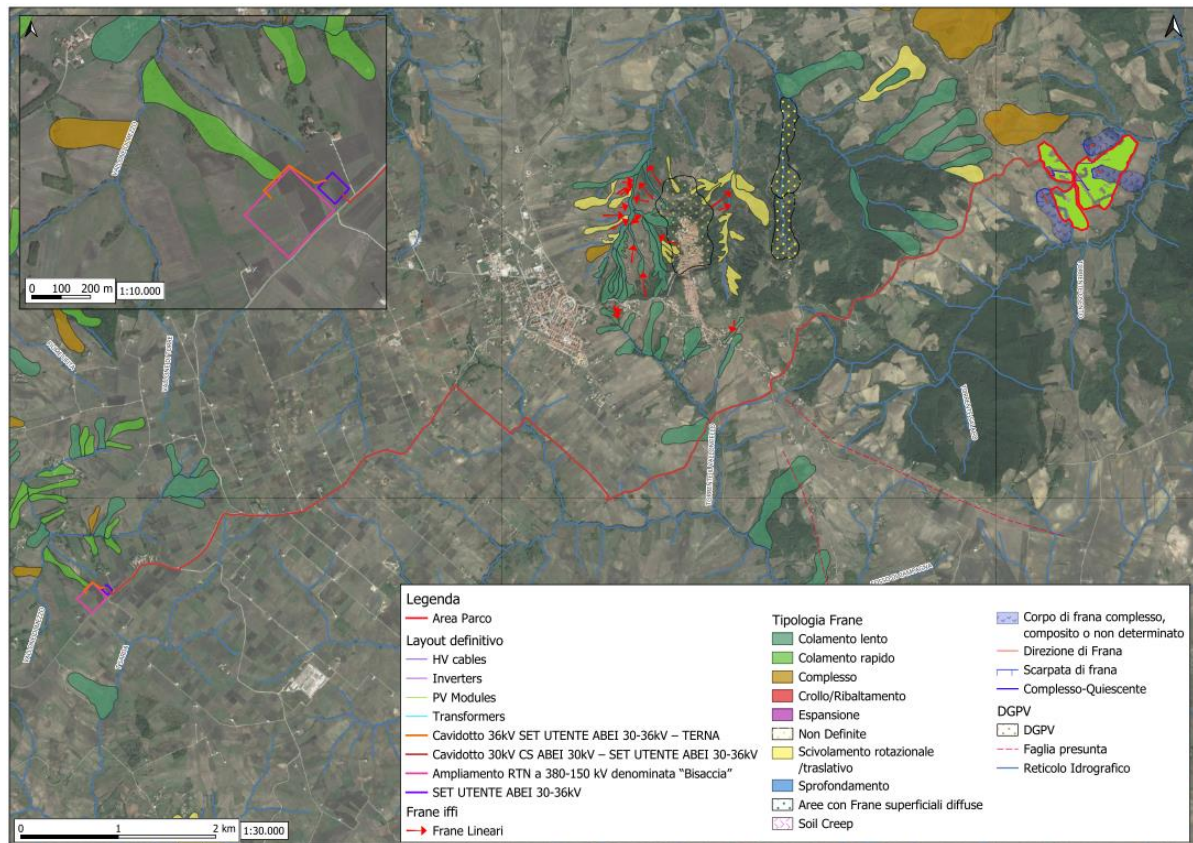 0 100 200 m
1:10.000
0
1
2 km
1:30.000
Legenda
Area Parco
Layout definitivo
HV cables
Inverters
PV Modules
Transformers
Cavidotto 36kV SET UTENTE ABEI 30-36kV – TERNA
Cavidotto 30kV CS ABEI 30kV – SET UTENTE ABEI 30-36kV
Ampliamento RTN a 380-150 kV denominata "Bisaccia"
SET UTENTE ABEI 30-36kV
Frane iffi
Frane Lineari
Tipologia Frane
Colamento lento
Colamento rapido
Complesso
Crollo/Ribaltamento
Espansione
Non Definite
Scivolamento rotazionale
/traslativo
Sprofondamento
Aree con Frane superficiali diffuse
Soil Creep
Corpo di frana complesso,
composito o non determinato
Direzione di Frana
Scarpata di frana
Complesso-Quiescente
DGPV
DGPV
Faglia presunta
Reticolo Idrografico